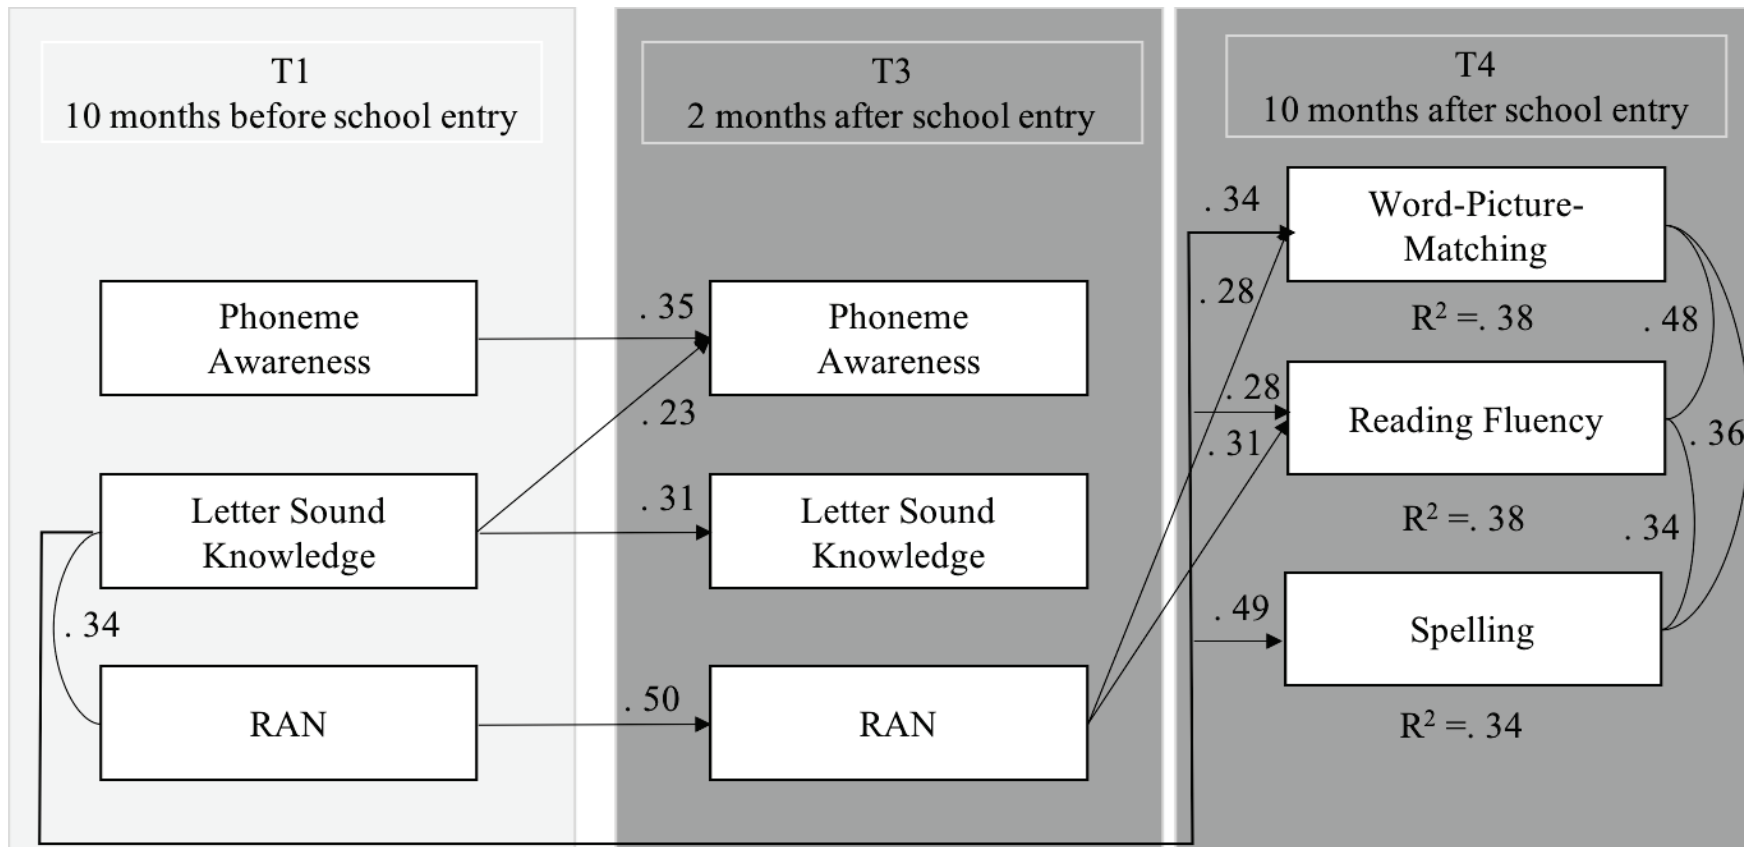 T1
10 months before school entry
T3
2 months after school entry
T4
10 months after school entry
Phoneme
Awareness
Letter Sound
Knowledge
RAN
. 34
. 35
. 23
. 31
. 50
Phoneme
Awareness
Letter Sound
Knowledge
RAN
. 34
. 28
. 28
. 31
. 49
Word-Picture-
Matching
R² =. 38
Reading Fluency
R² =. 38
Spelling
R² =. 34
. 48
. 36
. 34